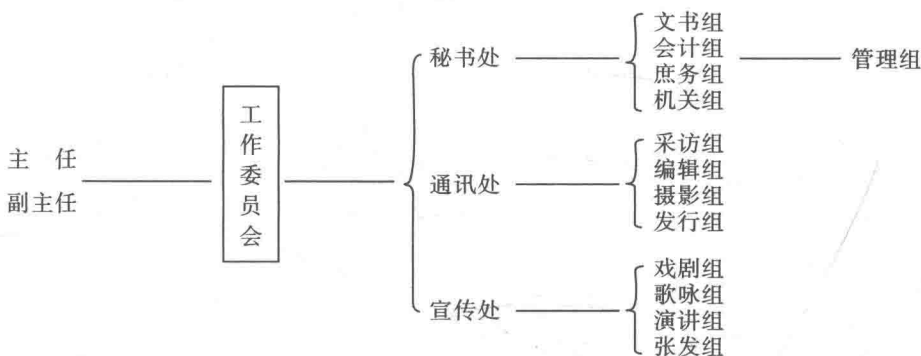 主 任
副主任
工作委员会
秘书处
文书组
会计组
庶务组
机关组
管理组
通讯处
采访组
编辑组
摄影组
发行组
宣传处
戏剧组
歌咏组
演讲组
张发组